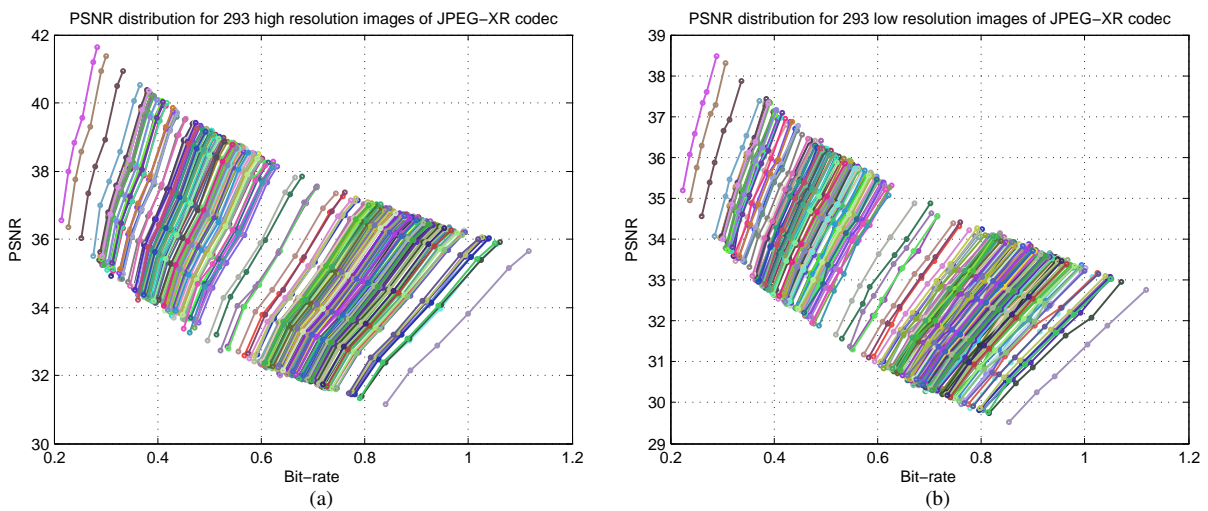 PSNR distribution for 293 high resolution images of JPEG−XR codec
42
40
38
36
34
32
30
PSNR
0.2 0.4 0.6 0.8 1 1.2
Bit−rate
(a)
PSNR distribution for 293 low resolution images of JPEG−XR codec
39
38
37
36
35
34
33
32
31
30
29
PSNR
0.2 0.4 0.6 0.8 1 1.2
Bit−rate
(b)